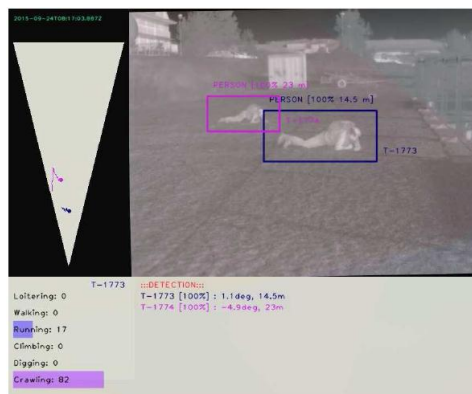 2015-09-24T08:17:03.887Z
PERSON [100% 23 m]
PERSON [100% 14.5 m]
T-1774
T-1773
T-1773
Loitering: 0
Walking: 0
Running: 17
Climbing: 0
Digging: 0
Crawling: 82
:::DETECTION:::
T-1773 [100%] : 1.1deg, 14.5m
T-1774 [100%] : -4.9deg, 23m